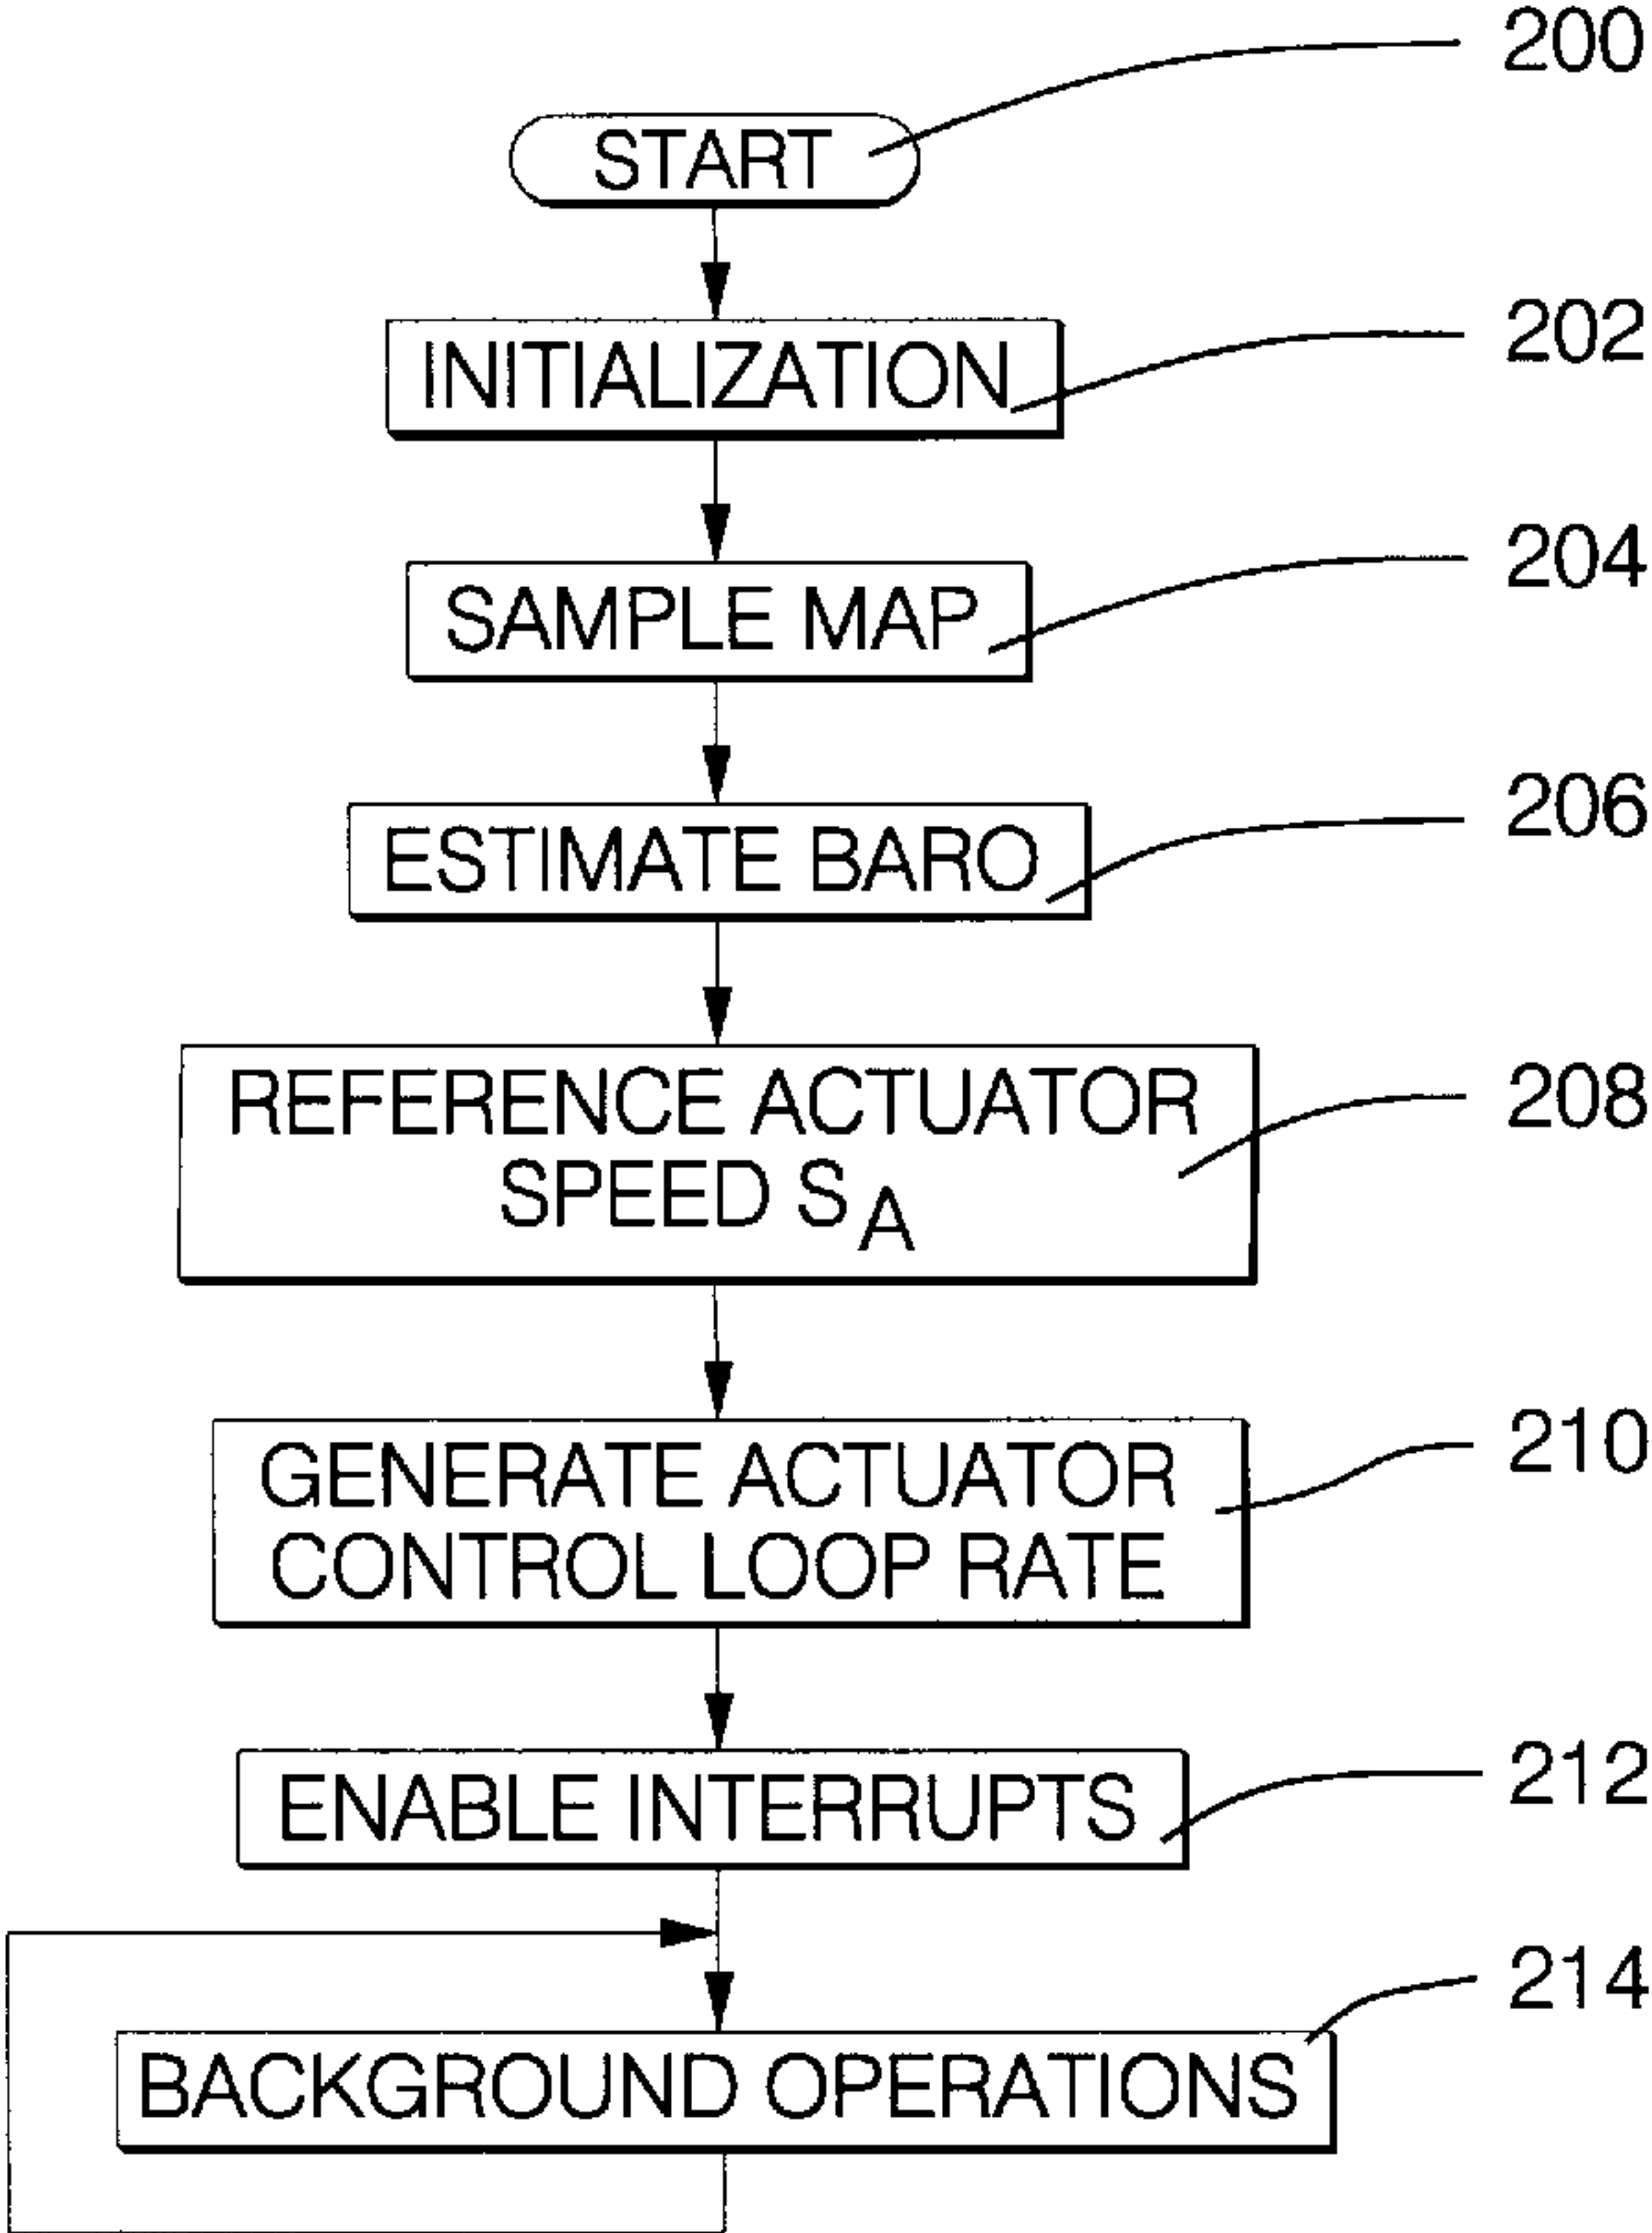 200
START
202
INITIALIZATION
204
SAMPLE MAP
206
ESTIMATE BARO
208
REFERENCE ACTUATOR
SPEED SA
210
GENERATE ACTUATOR
CONTROL LOOP RATE
212
ENABLE INTERRUPTS
214
BACKGROUND OPERATIONS